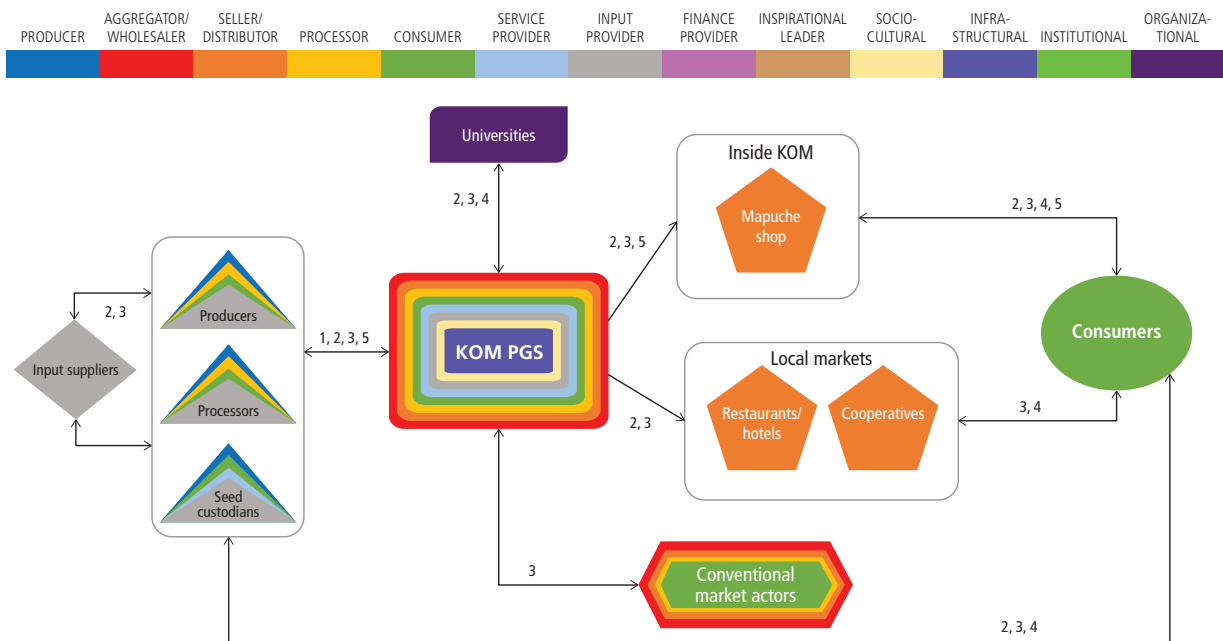 PRODUCER
AGGREGATOR/
WHOLESALER
SELLER/
DISTRIBUTOR
PROCESSOR
CONSUMER
SERVICE
PROVIDER
INPUT
PROVIDER
FINANCE
PROVIDER
INSPIRATIONAL
LEADER
SOCIO-
CULTURAL
INFRA-
STRUCTURAL
INSTITUTIONAL
ORGANIZA-
TIONAL
Universities
2, 3, 4
Inside KOM
Mapuche
shop
2, 3, 4, 5
2, 3, 5
Producers
2, 3
Input suppliers
Processors
Seed
custodians
1, 2, 3, 5
KOM PGS
Consumers
Local markets
Restaurants/
hotels
Cooperatives
2, 3
3, 4
3
Conventional
market actors
2, 3, 4